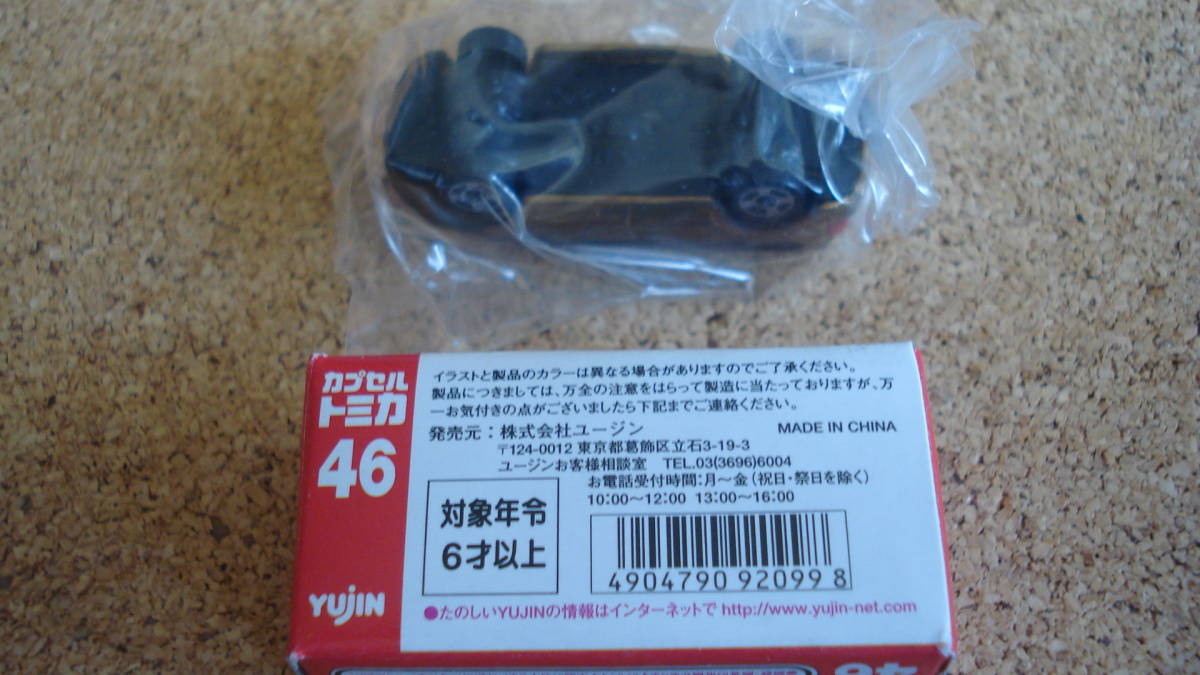 カプセル
トミカ
46
YUJIN
イラストと製品のカラーは異なる場合がありますのでご了承ください。
製品につきましては、万全の注意をはらって製造に当たっておりますが、万
一お気付きの点がございましたら下記までご連絡ください。
発売元:株式会社ユージン MADE IN CHINA
〒124-0012 東京都葛飾区立石3-19-3
ユージンお客様相談室 TEL.03(3696)6004
お電話受付時間:月〜金(祝日・祭日を除く)
10:00〜12:00 13:00〜16:00
対象年令
6才以上
4904790 92099 8
●たのしいYUJINの情報はインターネットで http://www.yujin-net.com